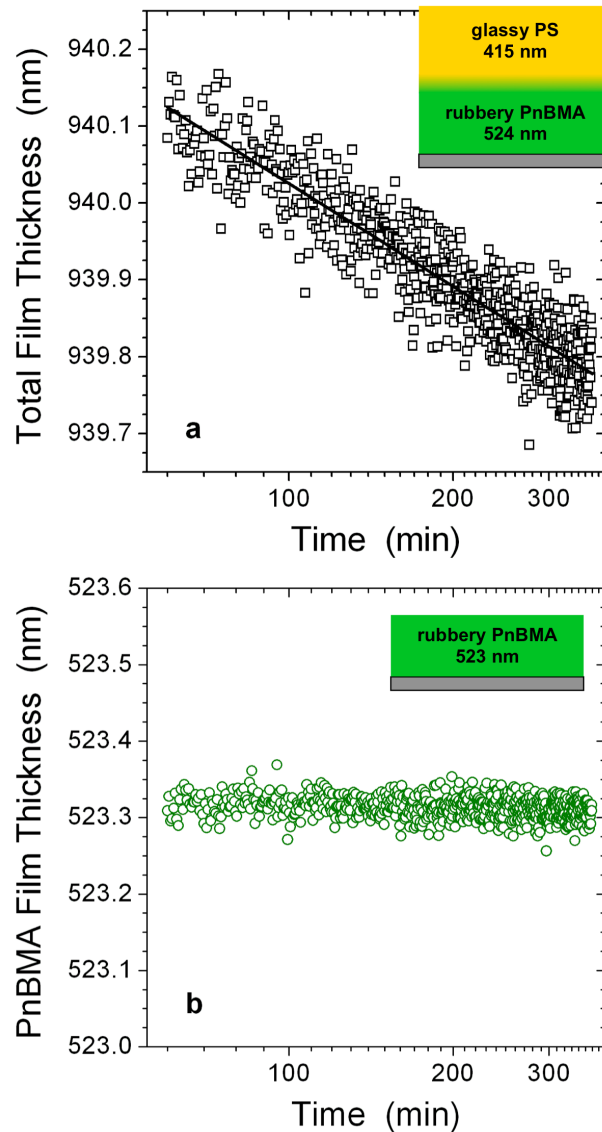 940.2
940.1
940.0
939.9
939.8
939.7
Total Film Thickness (nm)
glassy PS
415 nm
rubbery PnBMA
524 nm
a
100
200
300
Time (min)
523.6
523.5
523.4
523.3
523.2
523.1
523.0
PnBMA Film Thickness (nm)
rubbery PnBMA
523 nm
b
100
200
300
Time (min)